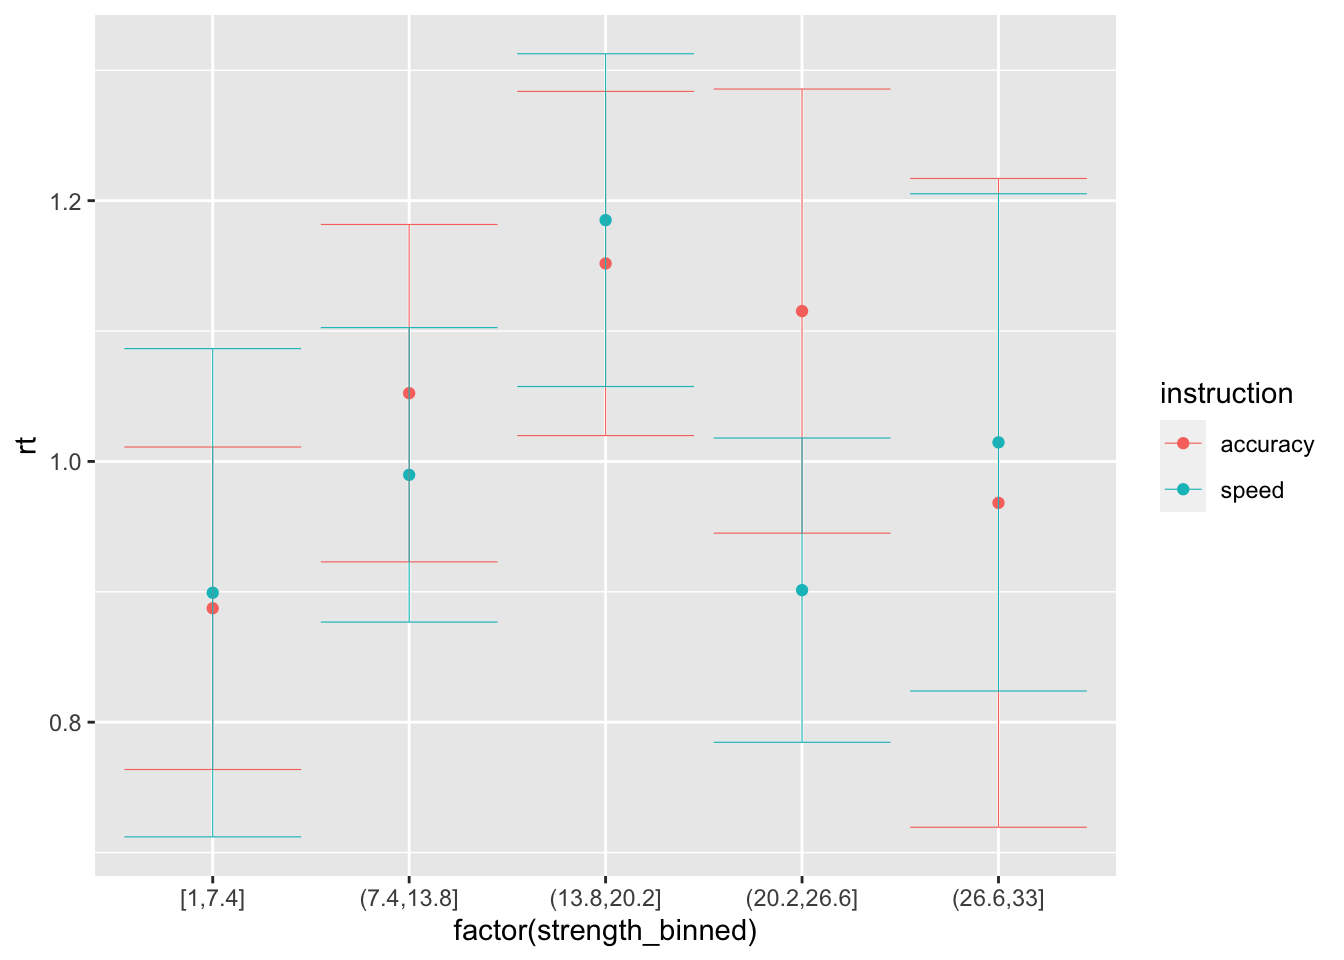 rt
1.2
1.0
0.8
[1,7.4] (7.4,13.8] (13.8,20.2] (20.2,26.6] (26.6,33]
factor(strength_binned)
instruction
accuracy
speed